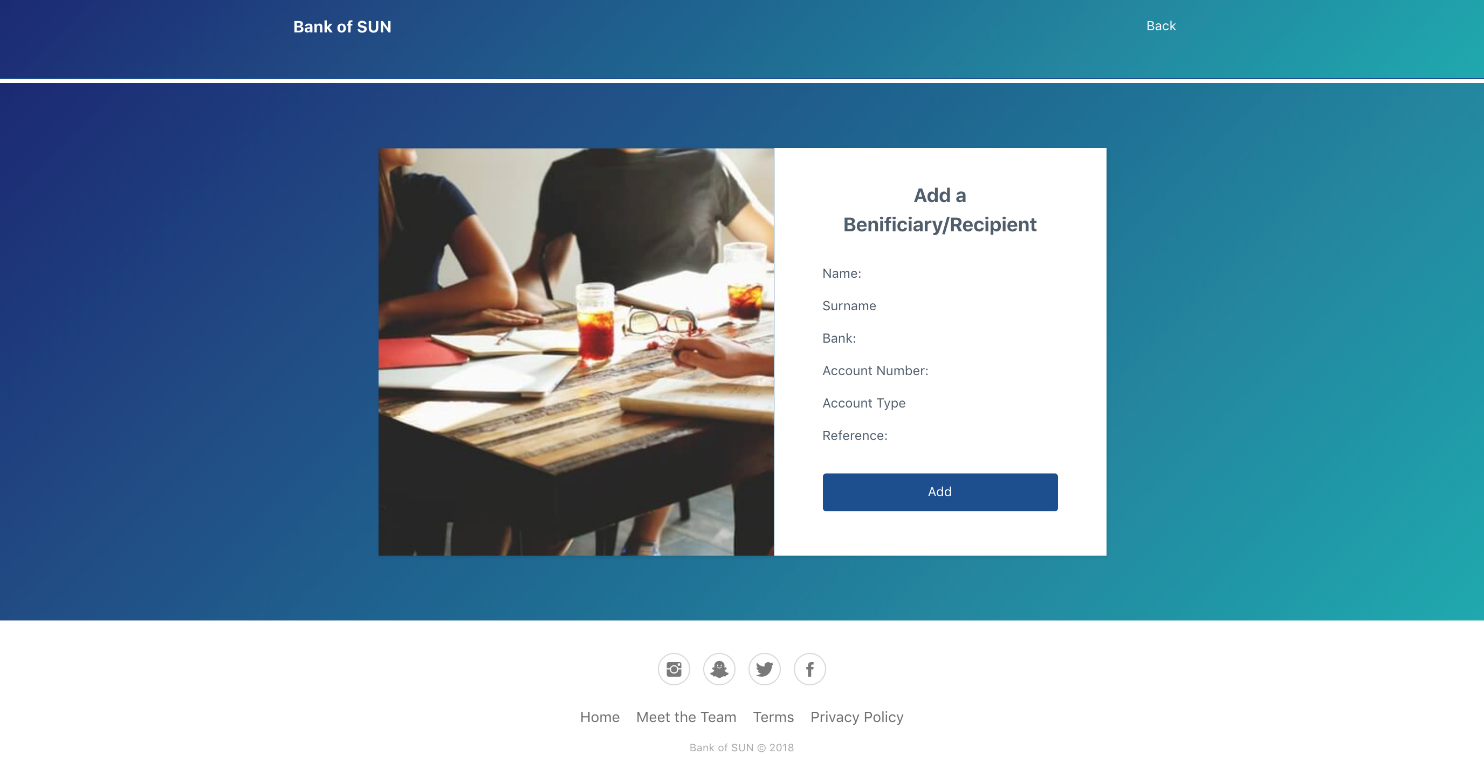 Bank of SUN
Back
Add a
Benificiary/Recipient
Name:
Surname
Bank:
Account Number:
Account Type
Reference:
Add
Home Meet the Team Terms Privacy Policy
Bank of SUN © 2018